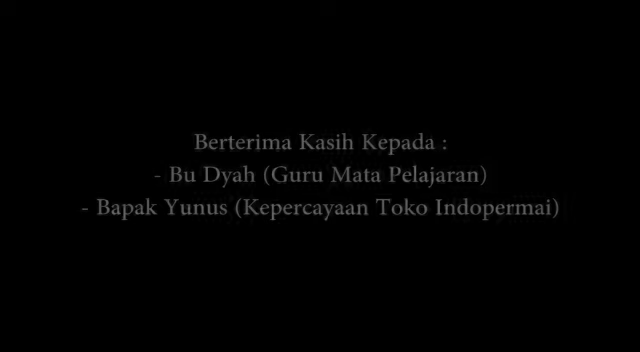 Berterima Kasih Kepada :
- Bu Dyah (Guru Mata Pelajaran)
- Bapak Yunus (Kepercayaan Toko Indopermai)